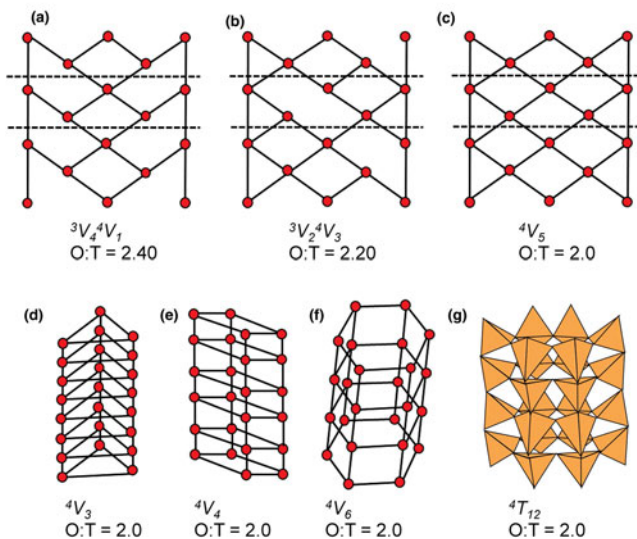 (a) (b) (c)
³V₄⁴V₁ ³V₂⁴V₃ ⁴V₅
O:T = 2.40 O:T = 2.20 O:T = 2.0
(d) (e) (f) (g)
⁴V₃ ⁴V₄ ⁴V₆ ⁴T₁₂
O:T = 2.0 O:T = 2.0 O:T = 2.0 O:T = 2.0